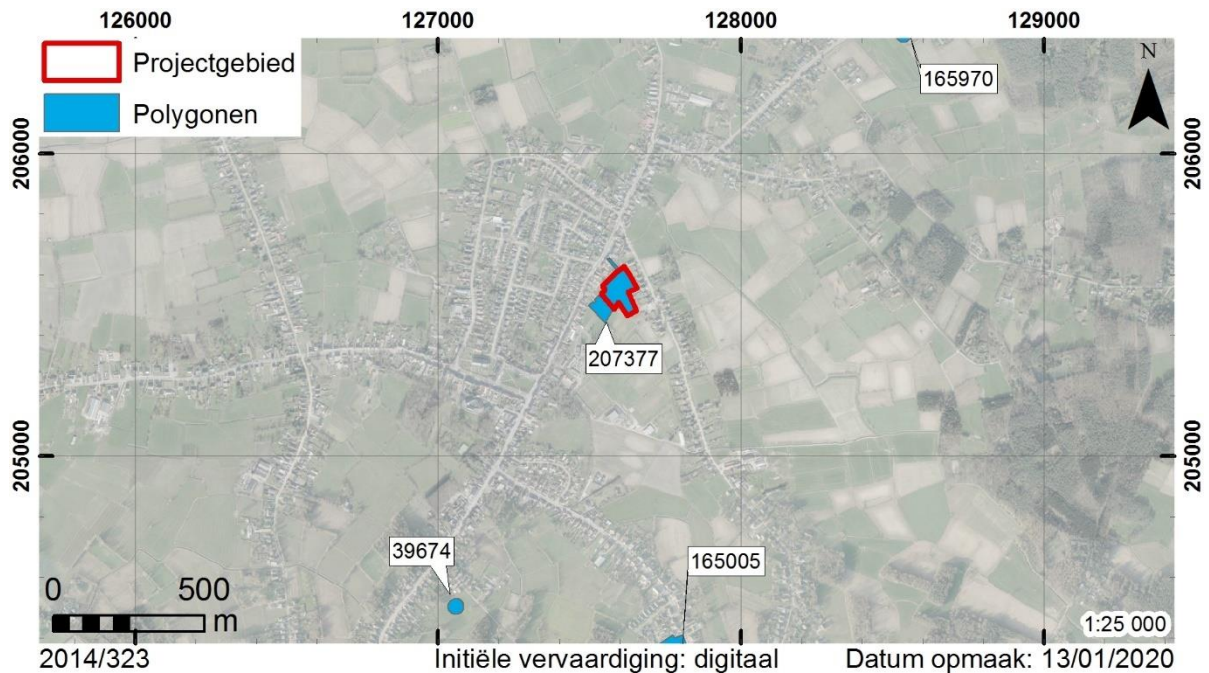 126000 127000 128000 129000
Projectgebied
Polygonen
N
165970
206000 206000
207377
205000 205000
39674 165005
0 500
m
1:25 000
2014/323 Initiële vervaardiging: digitaal Datum opmaak: 13/01/2020